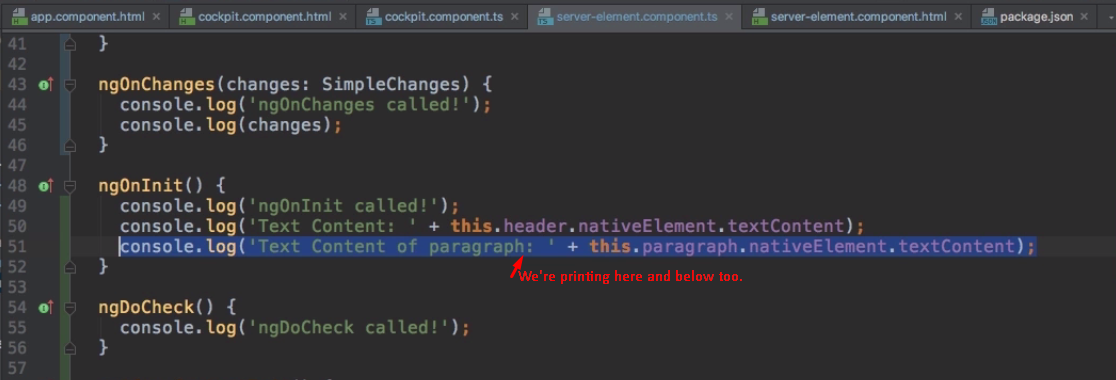 app.component.html × cockpit.component.html × cockpit.component.ts × server-element.component.ts × server-element.component.html × package.json ×
41 }
42
43 ngOnChanges(changes: SimpleChanges) {
44 console.log('ngOnChanges called!');
45 console.log(changes);
46 }
47
48 ngOnInit() {
49 console.log('ngOnInit called!');
50 console.log('Text Content: ' + this.header.nativeElement.textContent);
51 console.log('Text Content of paragraph: ' + this.paragraph.nativeElement.textContent);
We're printing here and below too.
52 }
53
54 ngDoCheck() {
55 console.log('ngDoCheck called!');
56 }
57